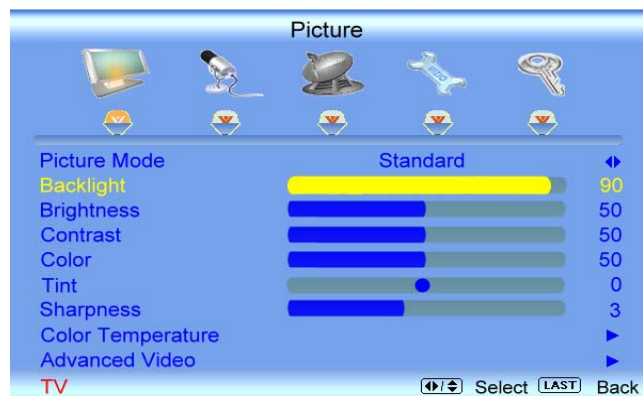 Picture
Picture Mode Standard
Backlight 90
Brightness 50
Contrast 50
Color 50
Tint 0
Sharpness 3
Color Temperature
Advanced Video
TV Select LAST Back